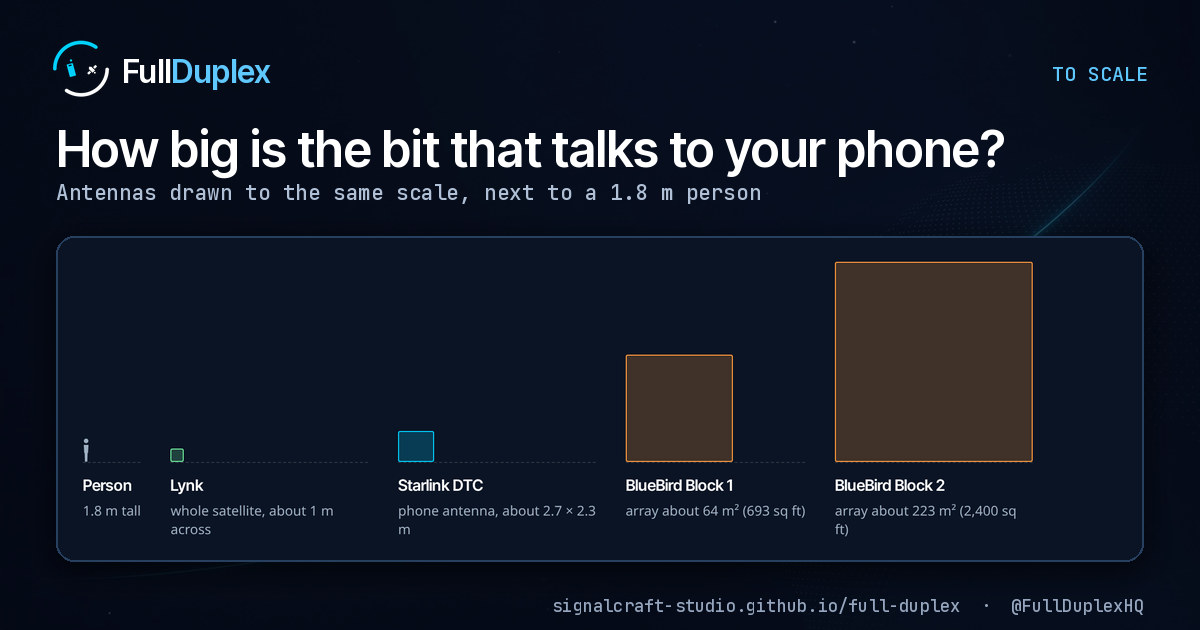 FullDuplex
TO SCALE
How big is the bit that talks to your phone?
Antennas drawn to the same scale, next to a 1.8 m person
Person
1.8 m tall
Lynk
whole satellite, about 1 m
across
Starlink DTC
phone antenna, about 2.7 × 2.3
m
BlueBird Block 1
array about 64 m² (693 sq ft)
BlueBird Block 2
array about 223 m² (2,400 sq
ft)
signalcraft-studio.github.io/full-duplex · @FullDuplexHQ